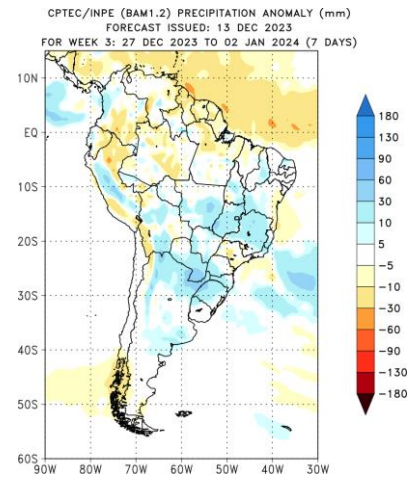 CPTEC/INPE (BAM1.2) PRECIPITATION ANOMALY (mm)
FORECAST ISSUED: 13 DEC 2023
FOR WEEK 3: 27 DEC 2023 TO 02 JAN 2024 (7 DAYS)
10N
EQ
10S
20S
30S
40S
50S
60S
90W 80W 70W 60W 50W 40W 30W
180
130
90
60
30
10
5
-5
-10
-30
-60
-90
-130
-180